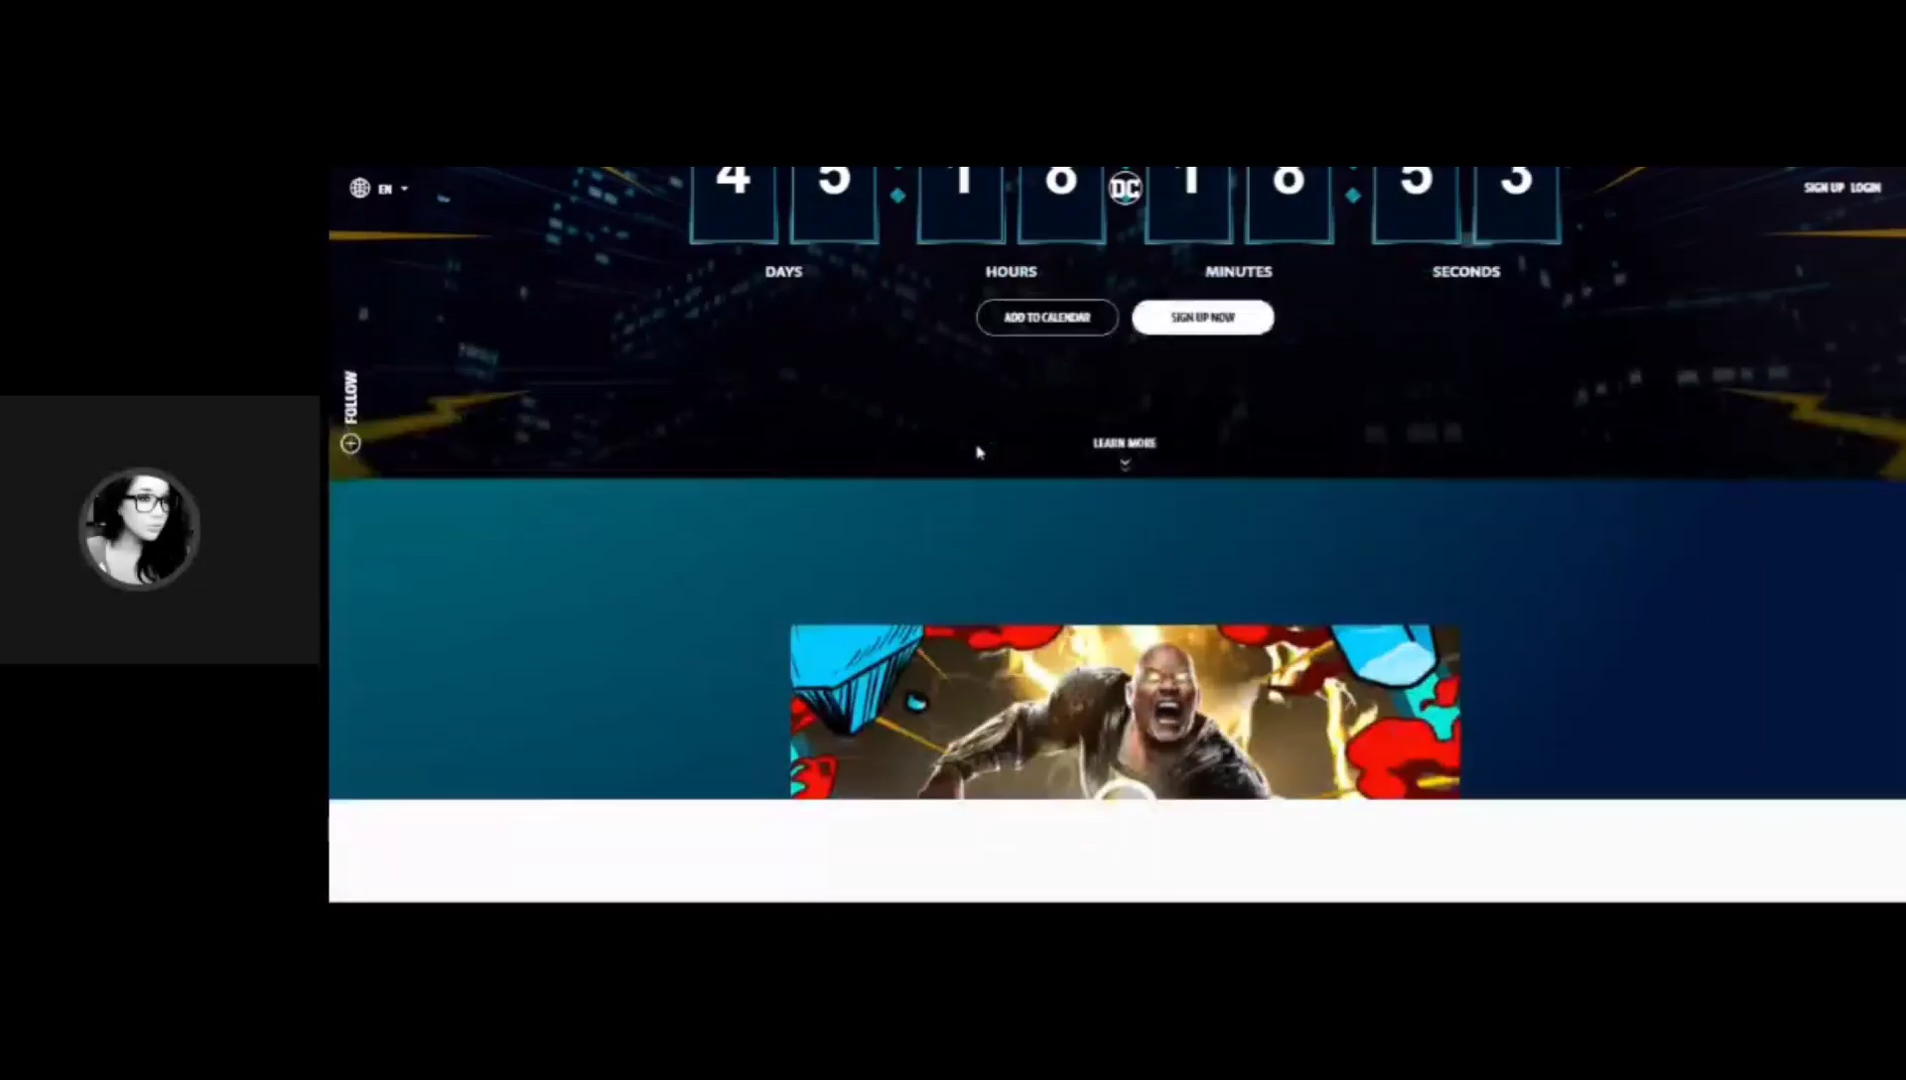 EN
45 18 DC 18 53
SIGN UP LOGIN
DAYS HOURS MINUTES SECONDS
ADD TO CALENDAR SIGN UP NOW
FOLLOW
LEARN MORE